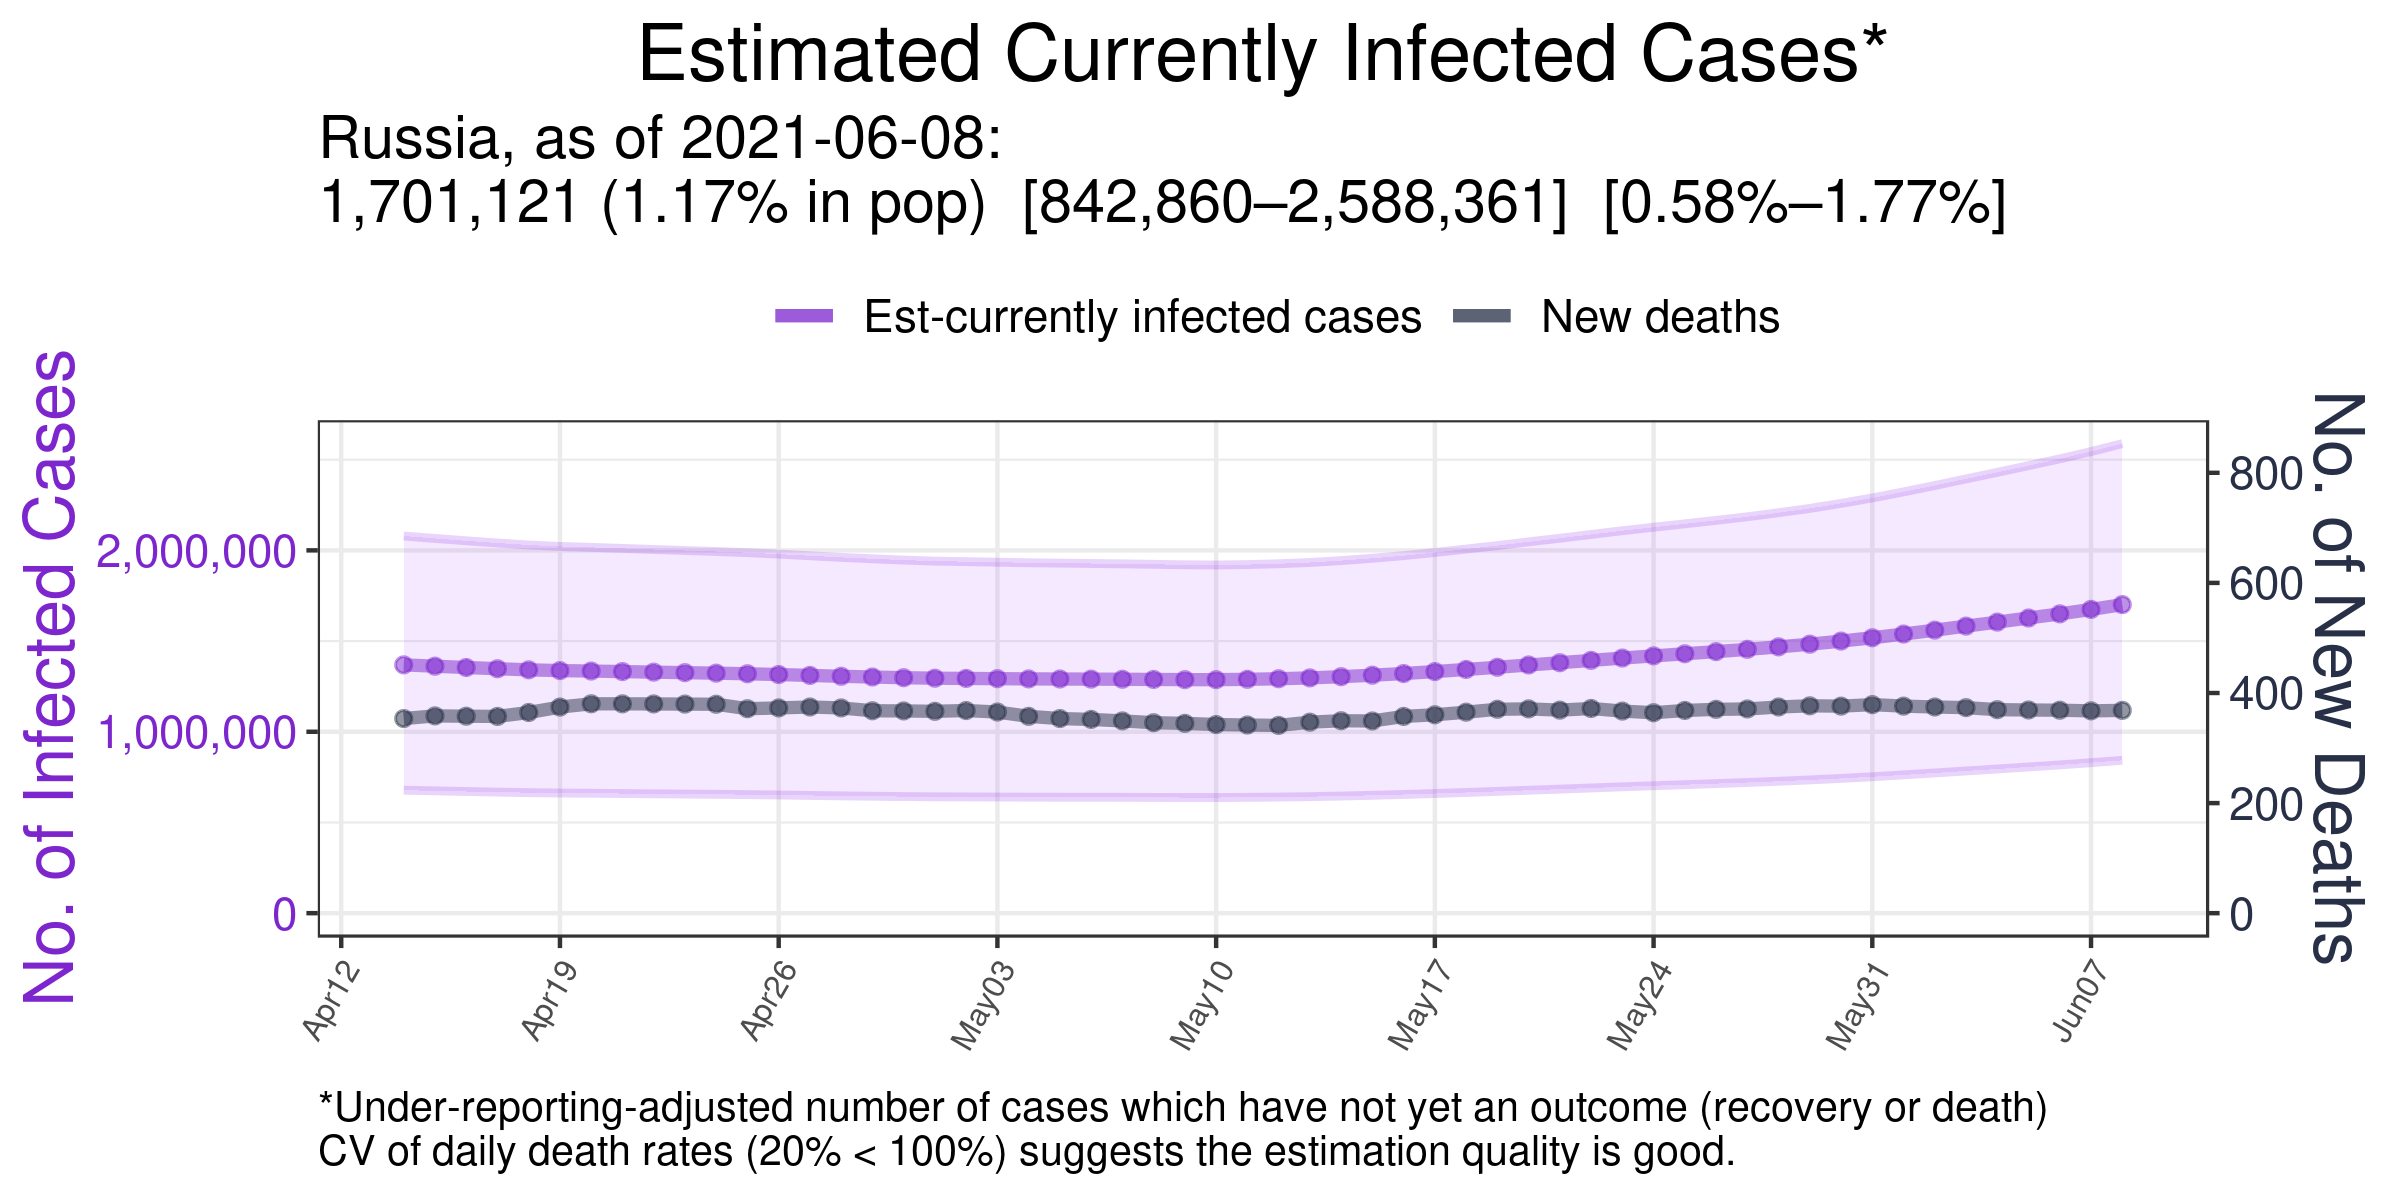 Estimated Currently Infected Cases*
Russia, as of 2021-06-08:
1,701,121 (1.17% in pop)  [842,860–2,588,361]  [0.58%–1.77%]
Est-currently infected cases
New deaths
No. of Infected Cases
2,000,000
1,000,000
0
800
600
400
200
0
No. of New Deaths
Apr12
Apr19
Apr26
May03
May10
May17
May24
May31
Jun07
*Under-reporting-adjusted number of cases which have not yet an outcome (recovery or death)
CV of daily death rates (20% < 100%) suggests the estimation quality is good.